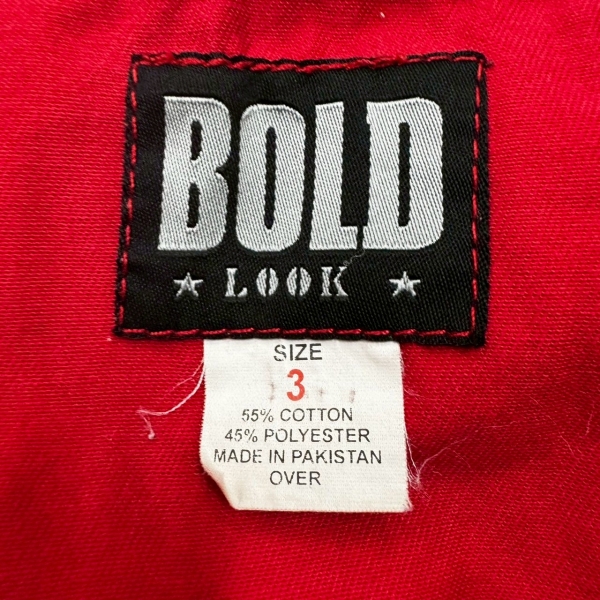 BOLD
★ LOOK ★
SIZE
3
55% COTTON
45% POLYESTER
MADE IN PAKISTAN
OVER